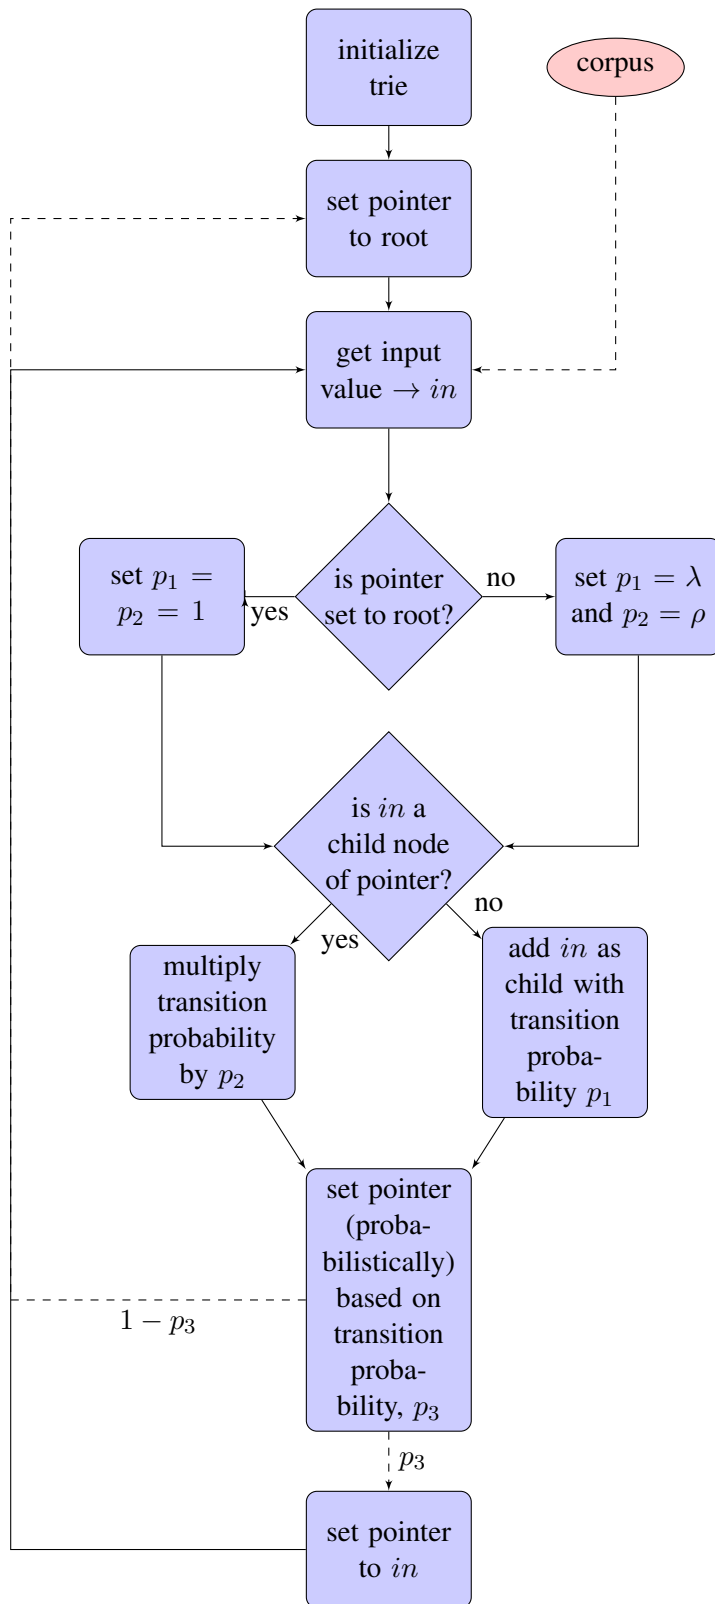 initialize
trie
corpus
set pointer
to root
get input
value → in
is pointer
set to root?
yes
no
set p₁ =
p₂ = 1
set p₁ = λ
and p₂ = ρ
is in a
child node
of pointer?
yes
no
multiply
transition
probability
by p₂
add in as
child with
transition
proba-
bility p₁
set pointer
(proba-
bilistically)
based on
transition
proba-
bility, p₃
1 − p₃
p₃
set pointer
to in